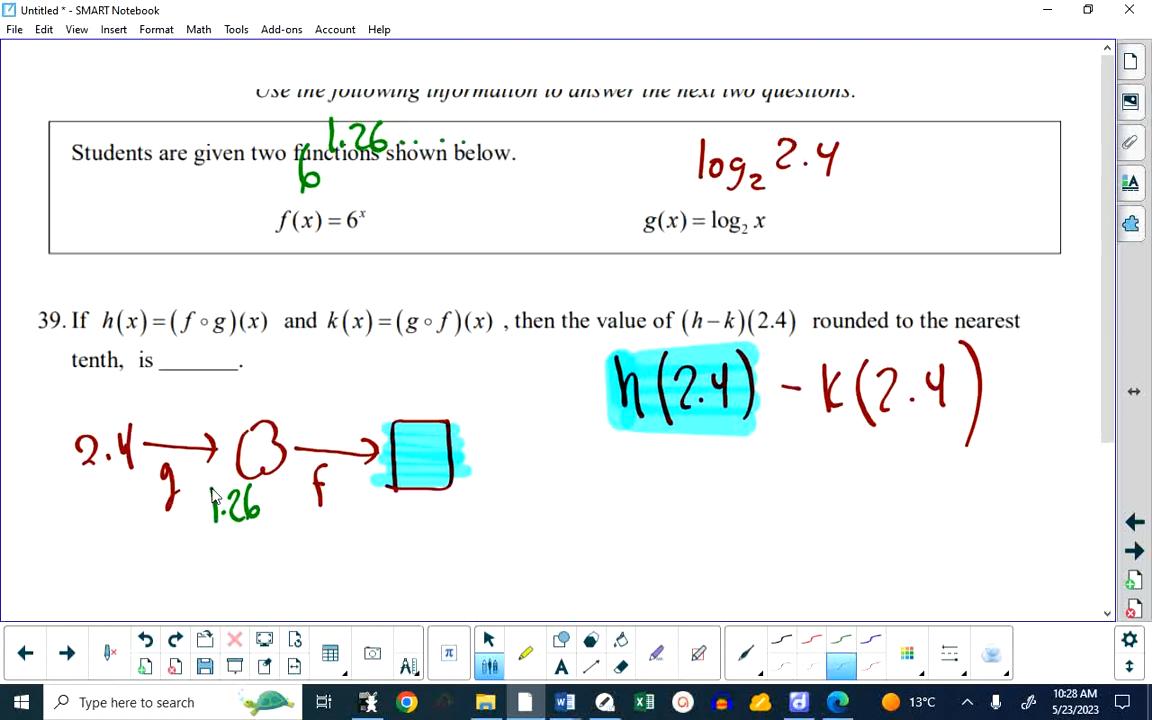 Untitled * - SMART Notebook
File Edit View Insert Format Math Tools Add-ons Account Help
Use the following information to answer the next two questions.
6^1.26.....
log₂ 2.4
Students are given two functions shown below.
f(x) = 6ˣ g(x) = log₂ x
39. If h(x) = (f ∘ g)(x) and k(x) = (g ∘ f)(x), then the value of (h − k)(2.4) rounded to the nearest
tenth, is ______.
h(2.4) - k(2.4)
2.4 → →
g f
1.26
Type here to search
13°C
10:28 AM
5/23/2023